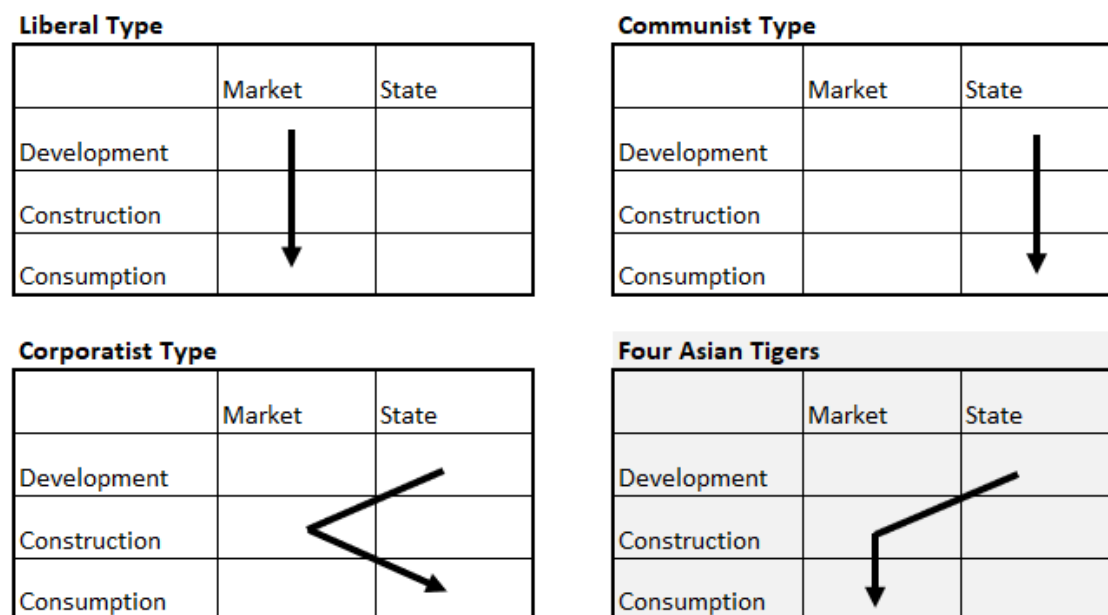 Liberal Type
Market State
Development
Construction
Consumption
Communist Type
Market State
Development
Construction
Consumption
Corporatist Type
Market State
Development
Construction
Consumption
Four Asian Tigers
Market State
Development
Construction
Consumption